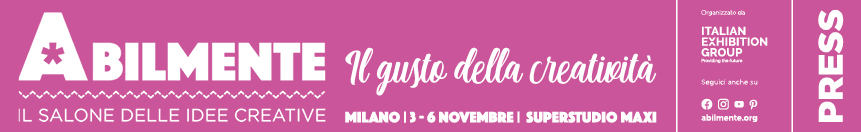 ABILMENTE
IL SALONE DELLE IDEE CREATIVE
Il gusto della creatività
MILANO | 3 - 6 NOVEMBRE | SUPERSTUDIO MAXI
Organizzato da
ITALIAN
EXHIBITION
GROUP
Providing the future
Seguici anche su
abilmente.org
PRESS